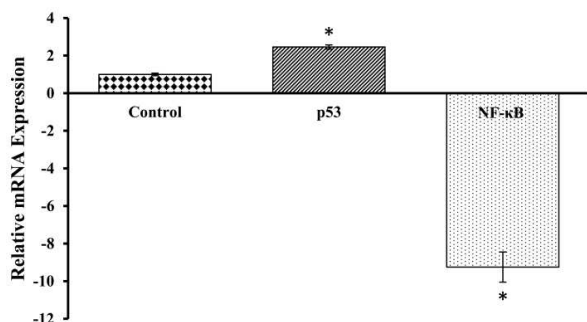 Relative mRNA Expression
4
2
0
-2
-4
-6
-8
-10
-12
Control
p53
NF-κB
*
*